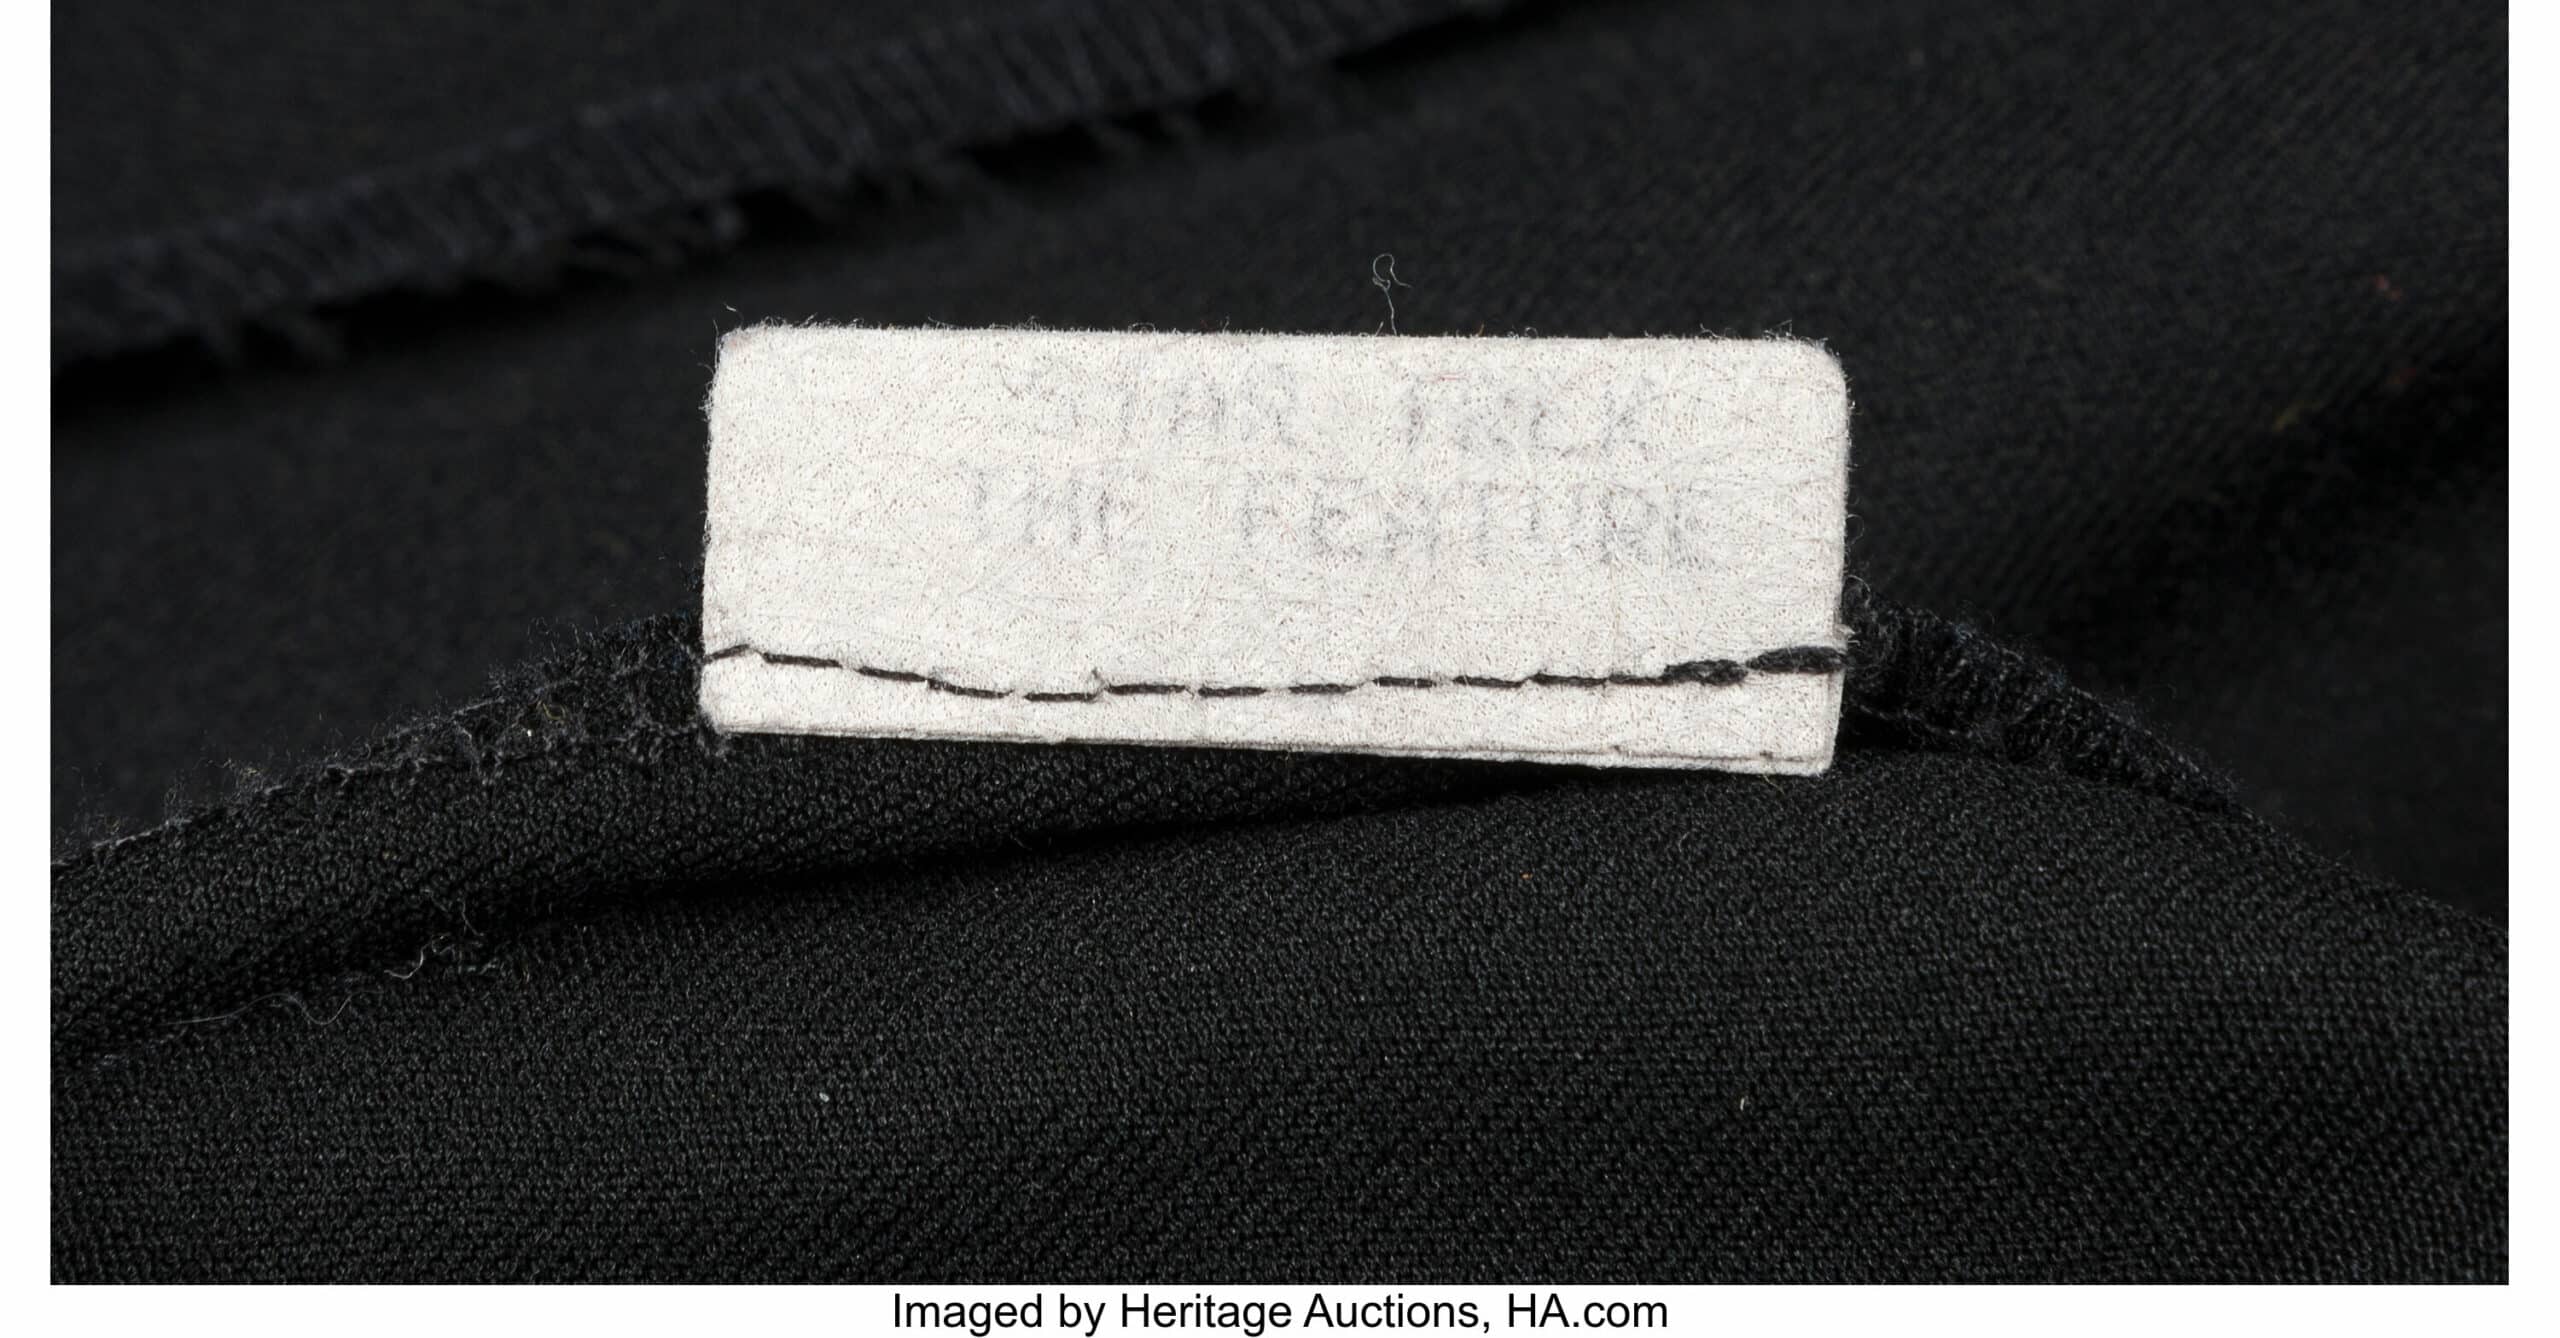 STAR TREK
THE FEATURE
Imaged by Heritage Auctions, HA.com